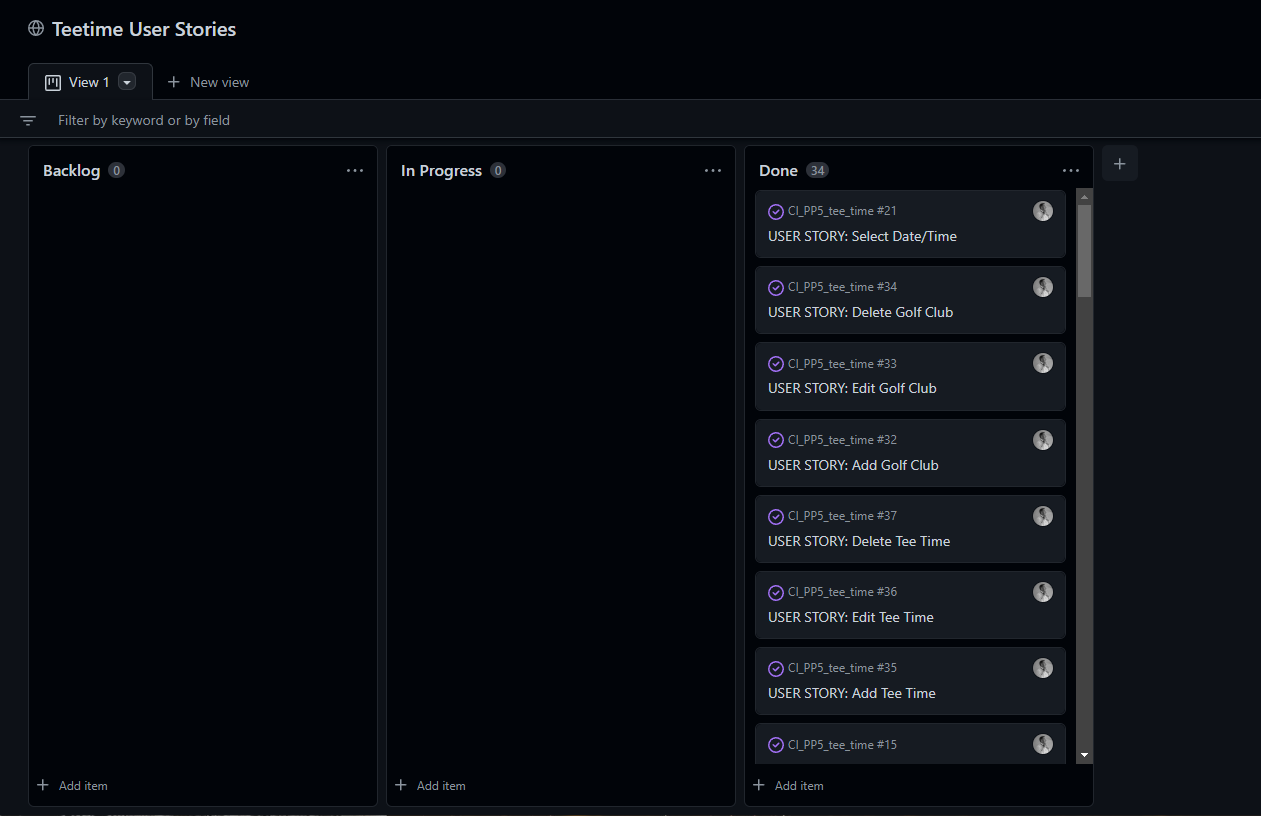 Teetime User Stories
View 1
New view
Filter by keyword or by field
Backlog 0
In Progress 0
Done 34
CI_PP5_tee_time #21
USER STORY: Select Date/Time
CI_PP5_tee_time #34
USER STORY: Delete Golf Club
CI_PP5_tee_time #33
USER STORY: Edit Golf Club
CI_PP5_tee_time #32
USER STORY: Add Golf Club
CI_PP5_tee_time #37
USER STORY: Delete Tee Time
CI_PP5_tee_time #36
USER STORY: Edit Tee Time
CI_PP5_tee_time #35
USER STORY: Add Tee Time
CI_PP5_tee_time #15
Add item
Add item
Add item